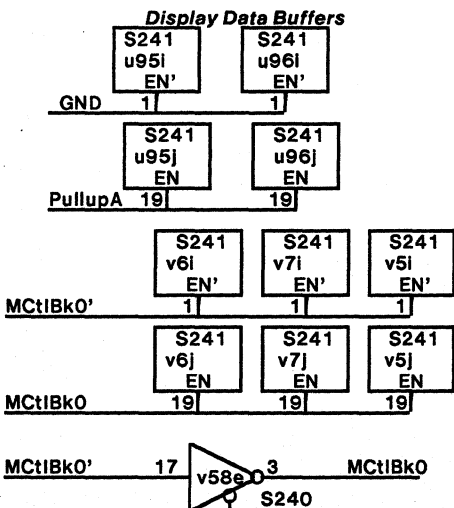 Display Data Buffers
S241 S241
u95i u96i
EN' EN'
GND 1 1
S241 S241
u95j u96j
EN EN
PullupA 19 19
S241 S241 S241
v6i v7i v5i
EN' EN' EN'
MCtlBk0' 1 1 1
S241 S241 S241
v6j v7j v5j
EN EN EN
MCtlBk0 19 19 19
MCtlBk0' 17 v58e 3 MCtlBk0
S240